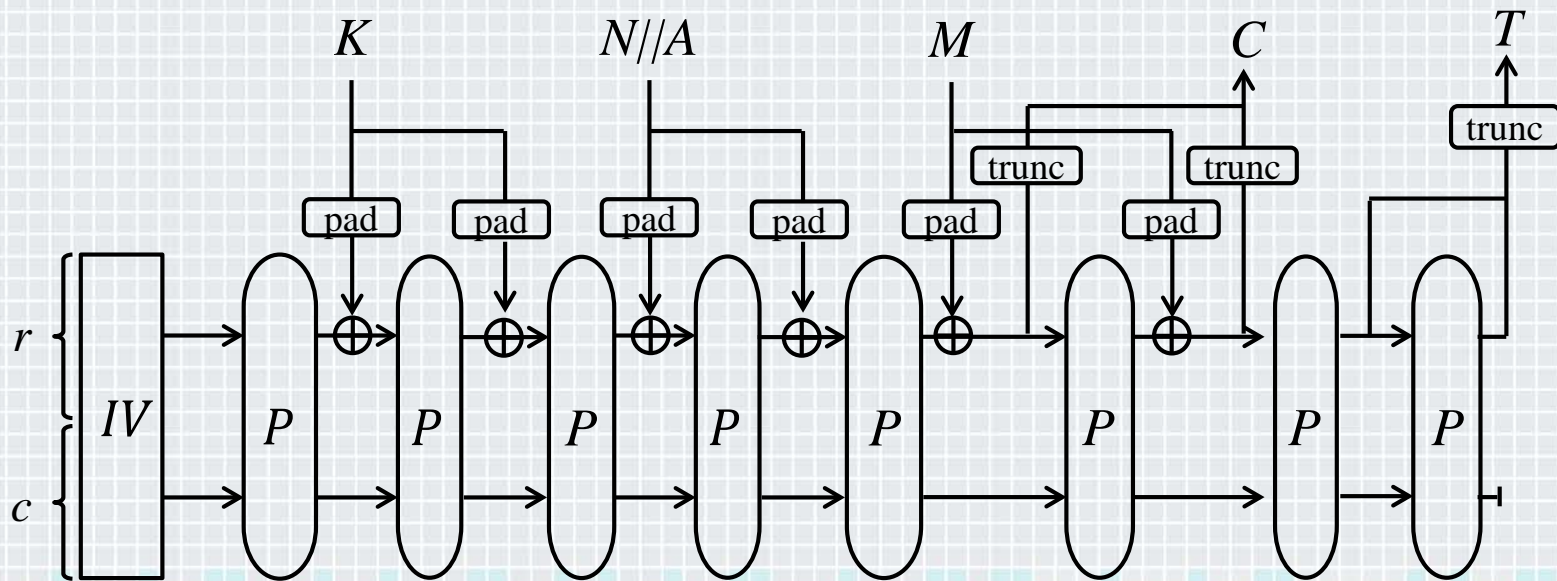 K N//A M C T
trunc
trunc trunc
pad pad pad pad pad pad
r
IV P P P P P P P P
c